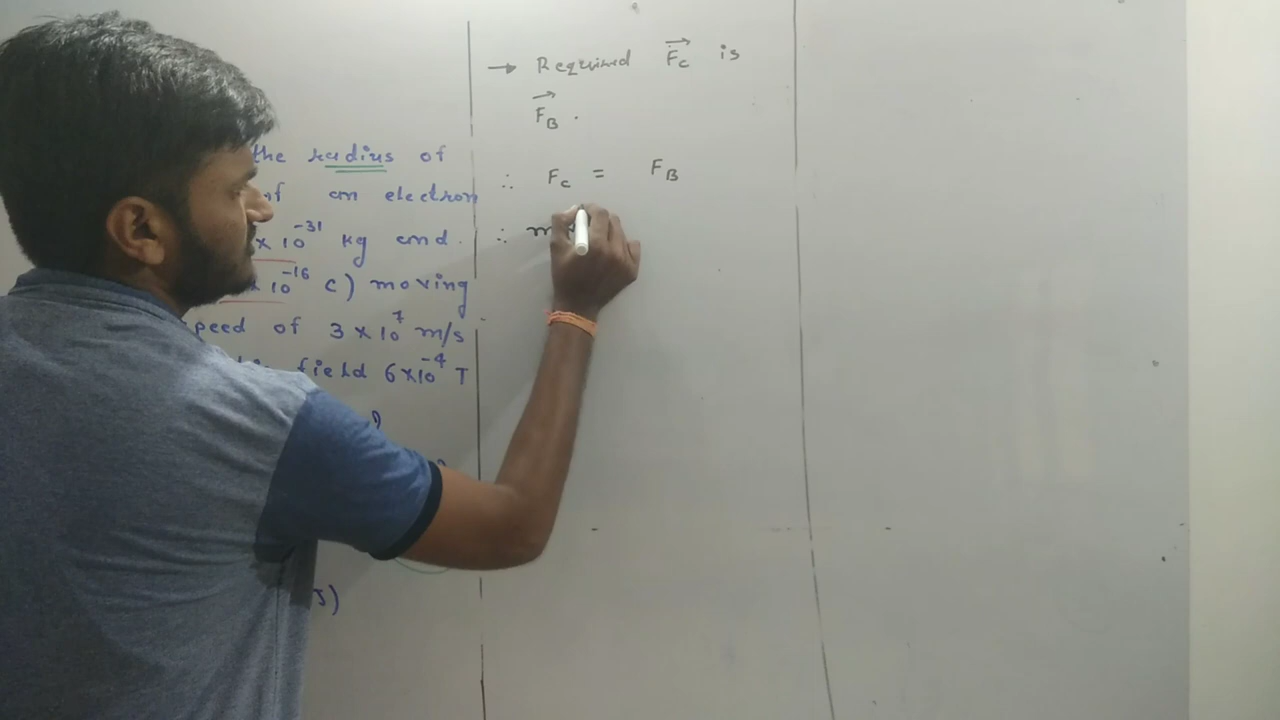 the radius of
of an electron
× 10⁻³¹ kg and
× 10⁻¹⁶ C) moving
peed of 3 × 10⁷ m/s
field 6×10⁻⁴ T
→ Required F⃗c is
F⃗B .
∴ Fc = FB
∴ m